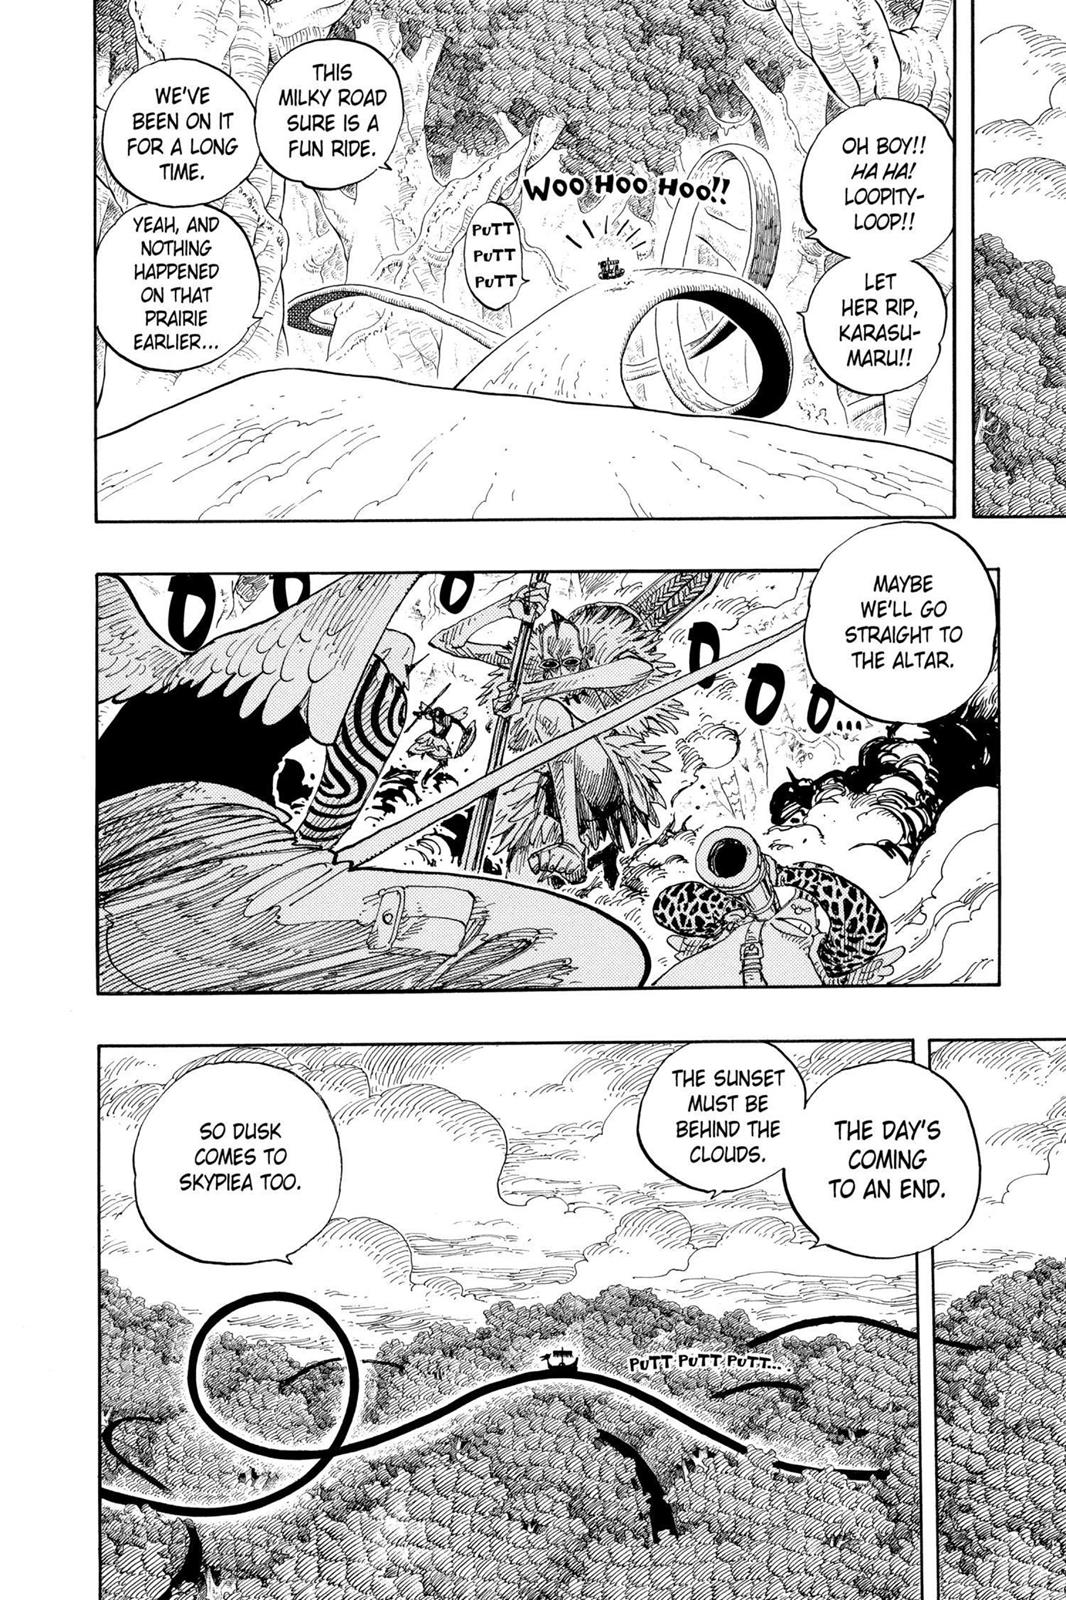 OH BOY!!
HA HA!
LOOPITY-
LOOP!!
LET
HER RIP,
KARASU-
MARU!!
WOO HOO HOO!!
PUTT
PUTT
PUTT
THIS
MILKY ROAD
SURE IS A
FUN RIDE.
WE'VE
BEEN ON IT
FOR A LONG
TIME.
YEAH, AND
NOTHING
HAPPENED
ON THAT
PRAIRIE
EARLIER...
MAYBE
WE'LL GO
STRAIGHT TO
THE ALTAR.
D D D D D D D...
THE DAY'S
COMING
TO AN END.
THE SUNSET
MUST BE
BEHIND THE
CLOUDS.
SO DUSK
COMES TO
SKYPIEA TOO.
PUTT PUTT PUTT...